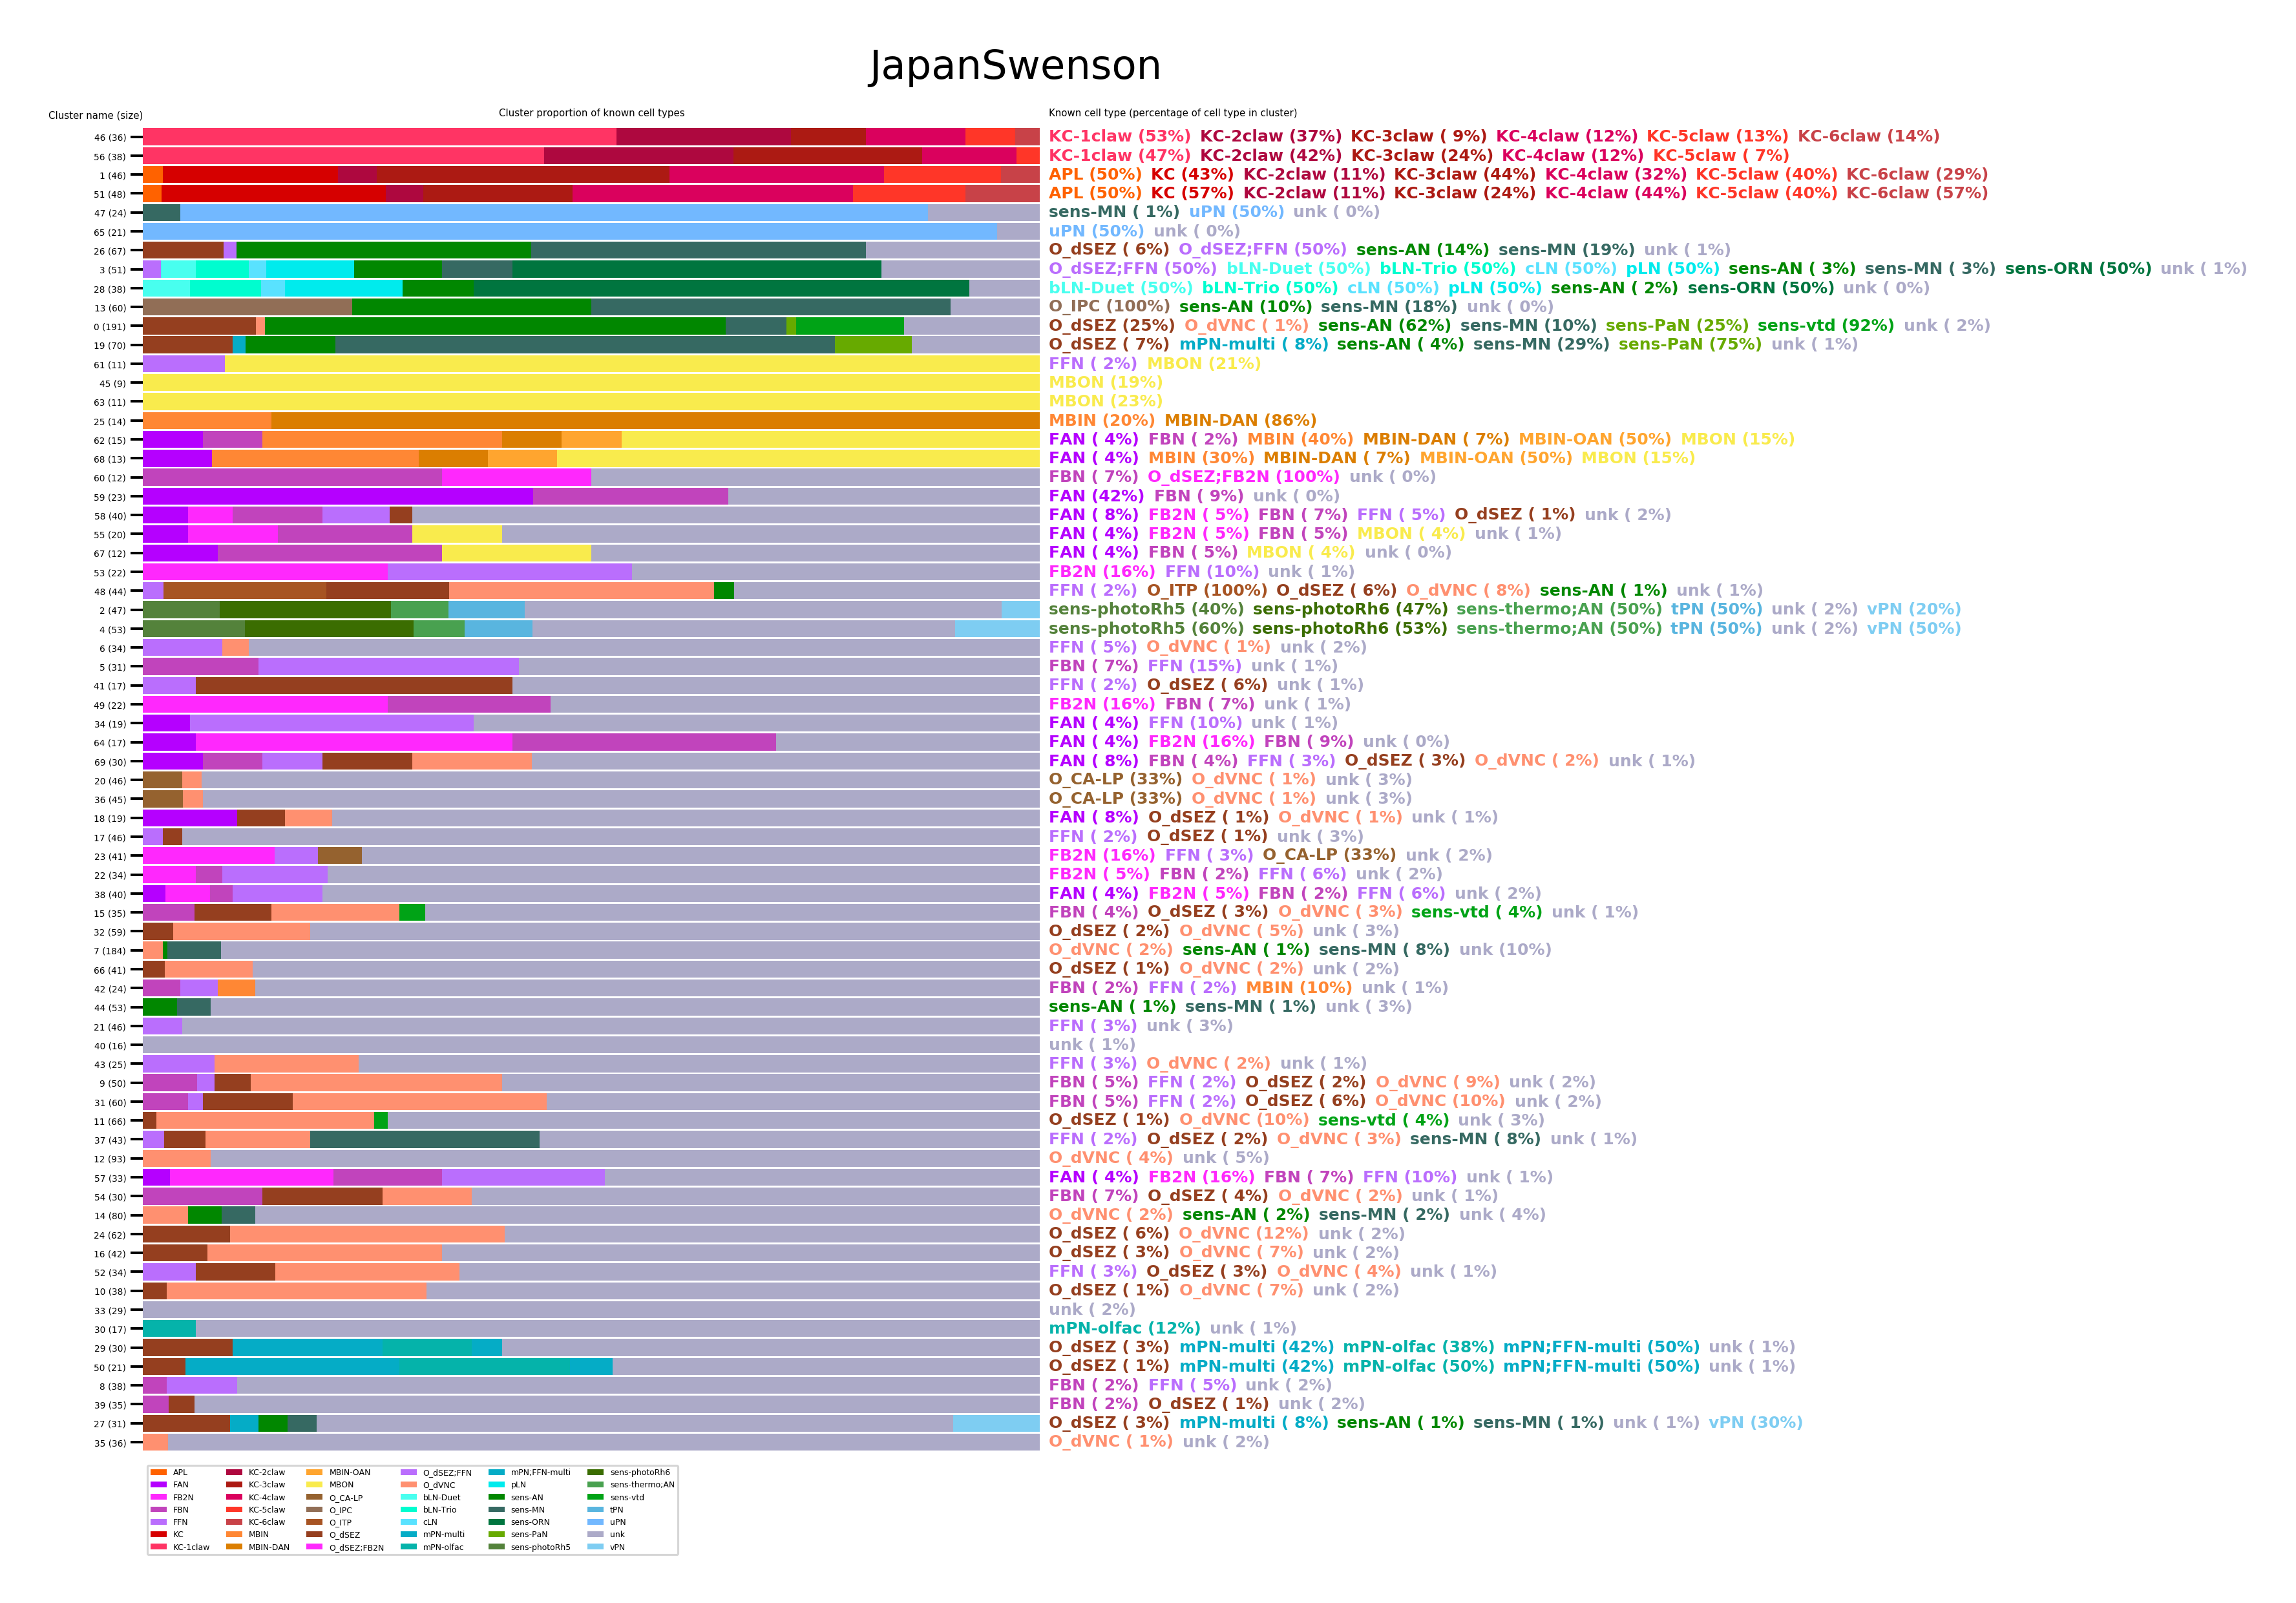 JapanSwenson
Cluster name (size) Cluster proportion of known cell types Known cell type (percentage of cell type in cluster)
46 (36) KC-1claw (53%) KC-2claw (37%) KC-3claw ( 9%) KC-4claw (12%) KC-5claw (13%) KC-6claw (14%)
56 (38) KC-1claw (47%) KC-2claw (42%) KC-3claw (24%) KC-4claw (12%) KC-5claw ( 7%)
1 (46) APL (50%) KC (43%) KC-2claw (11%) KC-3claw (44%) KC-4claw (32%) KC-5claw (40%) KC-6claw (29%)
51 (48) APL (50%) KC (57%) KC-2claw (11%) KC-3claw (24%) KC-4claw (44%) KC-5claw (40%) KC-6claw (57%)
47 (24) sens-MN ( 1%) uPN (50%) unk ( 0%)
65 (21) uPN (50%) unk ( 0%)
26 (67) O_dSEZ ( 6%) O_dSEZ;FFN (50%) sens-AN (14%) sens-MN (19%) unk ( 1%)
3 (51) O_dSEZ;FFN (50%) bLN-Duet (50%) bLN-Trio (50%) cLN (50%) pLN (50%) sens-AN ( 3%) sens-MN ( 3%) sens-ORN (50%) unk ( 1%)
28 (38) bLN-Duet (50%) bLN-Trio (50%) cLN (50%) pLN (50%) sens-AN ( 2%) sens-ORN (50%) unk ( 0%)
13 (60) O_IPC (100%) sens-AN (10%) sens-MN (18%) unk ( 0%)
0 (191) O_dSEZ (25%) O_dVNC ( 1%) sens-AN (62%) sens-MN (10%) sens-PaN (25%) sens-vtd (92%) unk ( 2%)
19 (70) O_dSEZ ( 7%) mPN-multi ( 8%) sens-AN ( 4%) sens-MN (29%) sens-PaN (75%) unk ( 1%)
61 (11) FFN ( 2%) MBON (21%)
45 (9) MBON (19%)
63 (11) MBON (23%)
25 (14) MBIN (20%) MBIN-DAN (86%)
62 (15) FAN ( 4%) FBN ( 2%) MBIN (40%) MBIN-DAN ( 7%) MBIN-OAN (50%) MBON (15%)
68 (13) FAN ( 4%) MBIN (30%) MBIN-DAN ( 7%) MBIN-OAN (50%) MBON (15%)
60 (12) FBN ( 7%) O_dSEZ;FB2N (100%) unk ( 0%)
59 (23) FAN (42%) FBN ( 9%) unk ( 0%)
58 (40) FAN ( 8%) FB2N ( 5%) FBN ( 7%) FFN ( 5%) O_dSEZ ( 1%) unk ( 2%)
55 (20) FAN ( 4%) FB2N ( 5%) FBN ( 5%) MBON ( 4%) unk ( 1%)
67 (12) FAN ( 4%) FBN ( 5%) MBON ( 4%) unk ( 0%)
53 (22) FB2N (16%) FFN (10%) unk ( 1%)
48 (44) FFN ( 2%) O_ITP (100%) O_dSEZ ( 6%) O_dVNC ( 8%) sens-AN ( 1%) unk ( 1%)
2 (47) sens-photoRh5 (40%) sens-photoRh6 (47%) sens-thermo;AN (50%) tPN (50%) unk ( 2%) vPN (20%)
4 (53) sens-photoRh5 (60%) sens-photoRh6 (53%) sens-thermo;AN (50%) tPN (50%) unk ( 2%) vPN (50%)
6 (34) FFN ( 5%) O_dVNC ( 1%) unk ( 2%)
5 (31) FBN ( 7%) FFN (15%) unk ( 1%)
41 (17) FFN ( 2%) O_dSEZ ( 6%) unk ( 1%)
49 (22) FB2N (16%) FBN ( 7%) unk ( 1%)
34 (19) FAN ( 4%) FFN (10%) unk ( 1%)
64 (17) FAN ( 4%) FB2N (16%) FBN ( 9%) unk ( 0%)
69 (30) FAN ( 8%) FBN ( 4%) FFN ( 3%) O_dSEZ ( 3%) O_dVNC ( 2%) unk ( 1%)
20 (46) O_CA-LP (33%) O_dVNC ( 1%) unk ( 3%)
36 (45) O_CA-LP (33%) O_dVNC ( 1%) unk ( 3%)
18 (19) FAN ( 8%) O_dSEZ ( 1%) O_dVNC ( 1%) unk ( 1%)
17 (46) FFN ( 2%) O_dSEZ ( 1%) unk ( 3%)
23 (41) FB2N (16%) FFN ( 3%) O_CA-LP (33%) unk ( 2%)
22 (34) FB2N ( 5%) FBN ( 2%) FFN ( 6%) unk ( 2%)
38 (40) FAN ( 4%) FB2N ( 5%) FBN ( 2%) FFN ( 6%) unk ( 2%)
15 (35) FBN ( 4%) O_dSEZ ( 3%) O_dVNC ( 3%) sens-vtd ( 4%) unk ( 1%)
32 (59) O_dSEZ ( 2%) O_dVNC ( 5%) unk ( 3%)
7 (184) O_dVNC ( 2%) sens-AN ( 1%) sens-MN ( 8%) unk (10%)
66 (41) O_dSEZ ( 1%) O_dVNC ( 2%) unk ( 2%)
42 (24) FBN ( 2%) FFN ( 2%) MBIN (10%) unk ( 1%)
44 (53) sens-AN ( 1%) sens-MN ( 1%) unk ( 3%)
21 (46) FFN ( 3%) unk ( 3%)
40 (16) unk ( 1%)
43 (25) FFN ( 3%) O_dVNC ( 2%) unk ( 1%)
9 (50) FBN ( 5%) FFN ( 2%) O_dSEZ ( 2%) O_dVNC ( 9%) unk ( 2%)
31 (60) FBN ( 5%) FFN ( 2%) O_dSEZ ( 6%) O_dVNC (10%) unk ( 2%)
11 (66) O_dSEZ ( 1%) O_dVNC (10%) sens-vtd ( 4%) unk ( 3%)
37 (43) FFN ( 2%) O_dSEZ ( 2%) O_dVNC ( 3%) sens-MN ( 8%) unk ( 1%)
12 (93) O_dVNC ( 4%) unk ( 5%)
57 (33) FAN ( 4%) FB2N (16%) FBN ( 7%) FFN (10%) unk ( 1%)
54 (30) FBN ( 7%) O_dSEZ ( 4%) O_dVNC ( 2%) unk ( 1%)
14 (80) O_dVNC ( 2%) sens-AN ( 2%) sens-MN ( 2%) unk ( 4%)
24 (62) O_dSEZ ( 6%) O_dVNC (12%) unk ( 2%)
16 (42) O_dSEZ ( 3%) O_dVNC ( 7%) unk ( 2%)
52 (34) FFN ( 3%) O_dSEZ ( 3%) O_dVNC ( 4%) unk ( 1%)
10 (38) O_dSEZ ( 1%) O_dVNC ( 7%) unk ( 2%)
33 (29) unk ( 2%)
30 (17) mPN-olfac (12%) unk ( 1%)
29 (30) O_dSEZ ( 3%) mPN-multi (42%) mPN-olfac (38%) mPN;FFN-multi (50%) unk ( 1%)
50 (21) O_dSEZ ( 1%) mPN-multi (42%) mPN-olfac (50%) mPN;FFN-multi (50%) unk ( 1%)
8 (38) FBN ( 2%) FFN ( 5%) unk ( 2%)
39 (35) FBN ( 2%) O_dSEZ ( 1%) unk ( 2%)
27 (31) O_dSEZ ( 3%) mPN-multi ( 8%) sens-AN ( 1%) sens-MN ( 1%) unk ( 1%) vPN (30%)
35 (36) O_dVNC ( 1%) unk ( 2%)
APL KC-2claw MBIN-OAN O_dSEZ;FFN mPN;FFN-multi sens-photoRh6
FAN KC-3claw MBON O_dVNC pLN sens-thermo;AN
FB2N KC-4claw O_CA-LP bLN-Duet sens-AN sens-vtd
FBN KC-5claw O_IPC bLN-Trio sens-MN tPN
FFN KC-6claw O_ITP cLN sens-ORN uPN
KC MBIN O_dSEZ mPN-multi sens-PaN unk
KC-1claw MBIN-DAN O_dSEZ;FB2N mPN-olfac sens-photoRh5 vPN